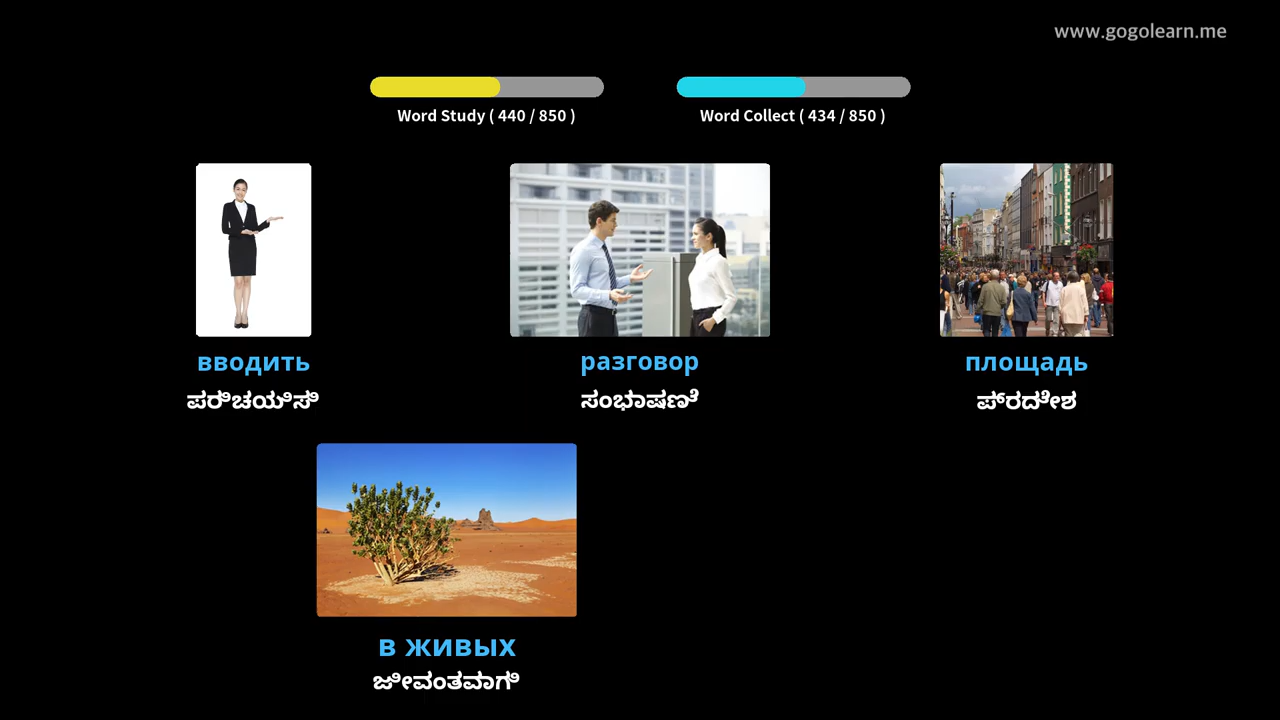 www.gogolearn.me
Word Study ( 440 / 850 )
Word Collect ( 434 / 850 )
вводить
разговор
площадь
ಪರಿಚಯಿಸಿ
ಸಂಭಾಷಣೆ
ಪ್ರದೇಶ
в живых
ಜೀವಂತವಾಗಿ